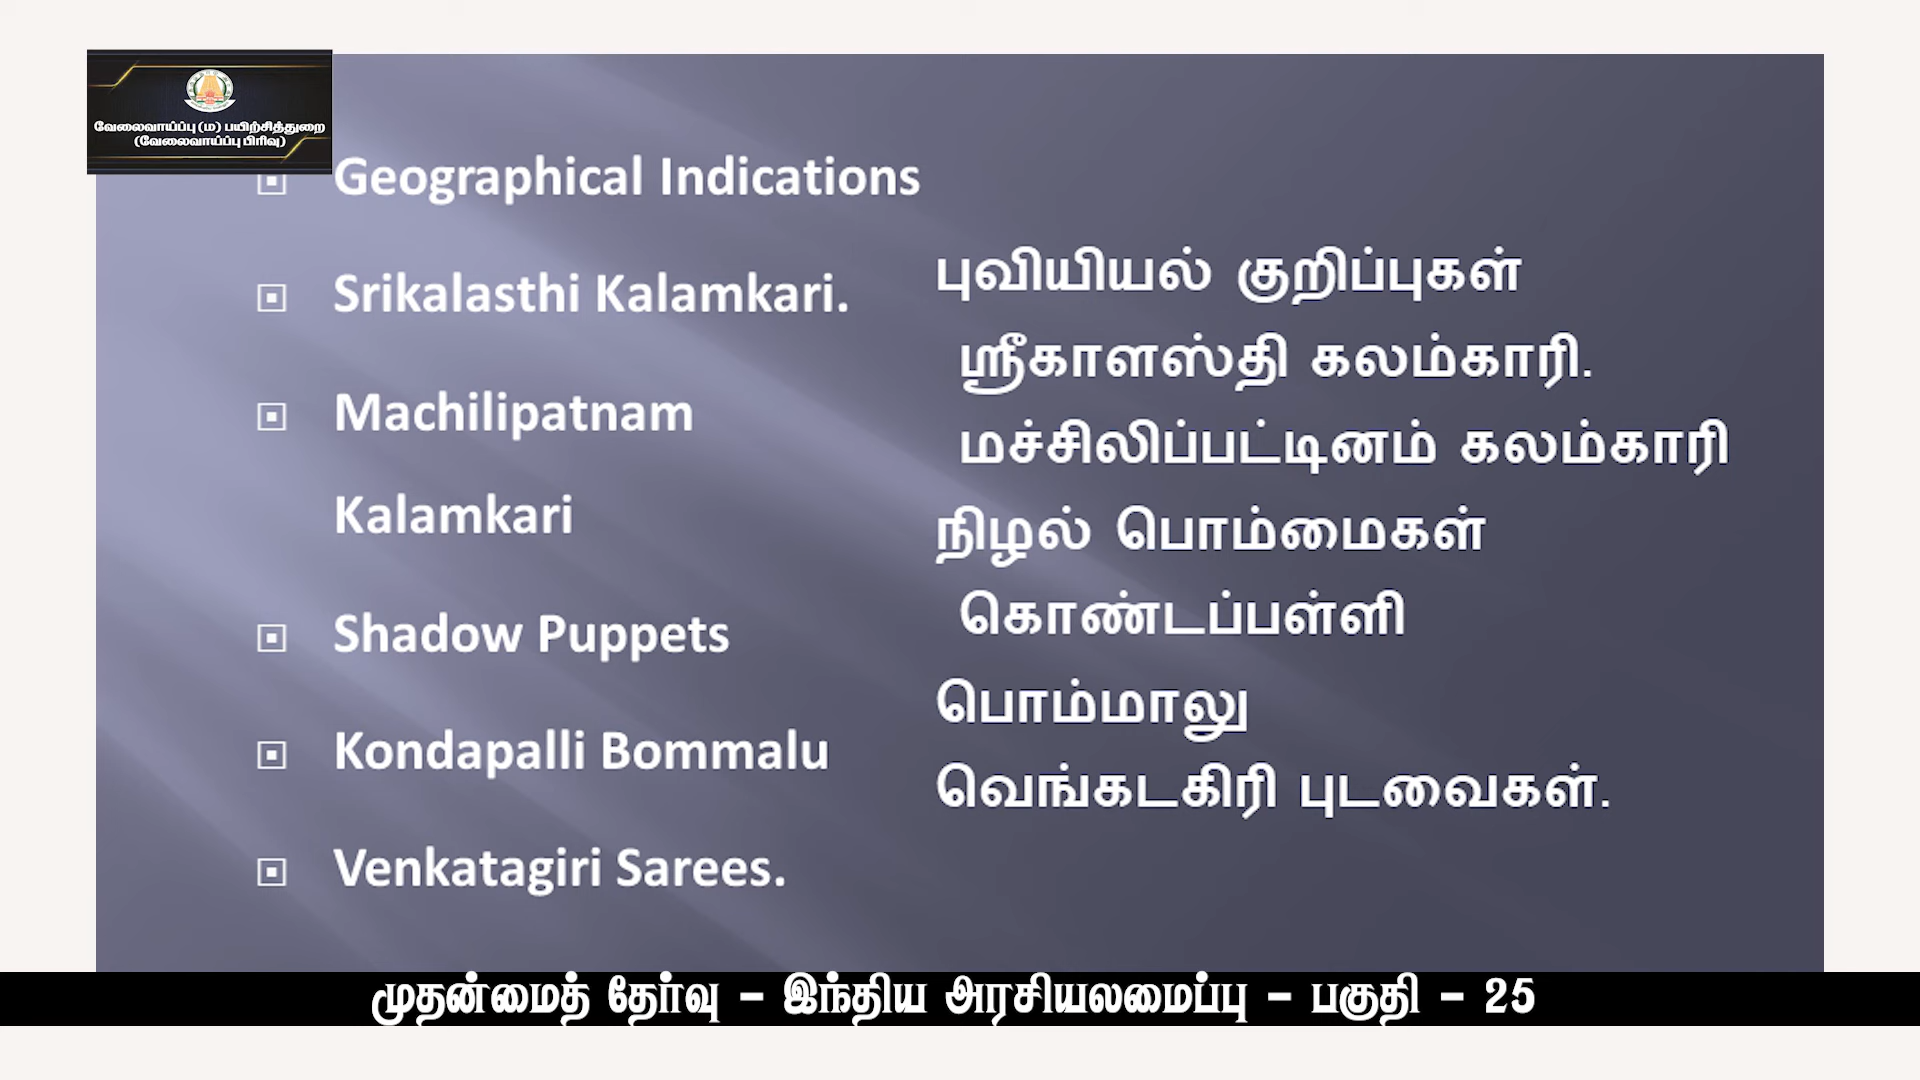 வேலைவாய்ப்பு (ம) பயிற்சித்துறை
(வேலைவாய்ப்பு பிரிவு)
Geographical Indications
Srikalasthi Kalamkari.
Machilipatnam
Kalamkari
Shadow Puppets
Kondapalli Bommalu
Venkatagiri Sarees.
புவியியல் குறிப்புகள்
ஸ்ரீகாளஸ்தி கலம்காரி.
மச்சிலிப்பட்டினம் கலம்காரி
நிழல் பொம்மைகள்
கொண்டப்பள்ளி
பொம்மாலு
வெங்கடகிரி புடவைகள்.
முதன்மைத் தேர்வு – இந்திய அரசியலமைப்பு – பகுதி – 25